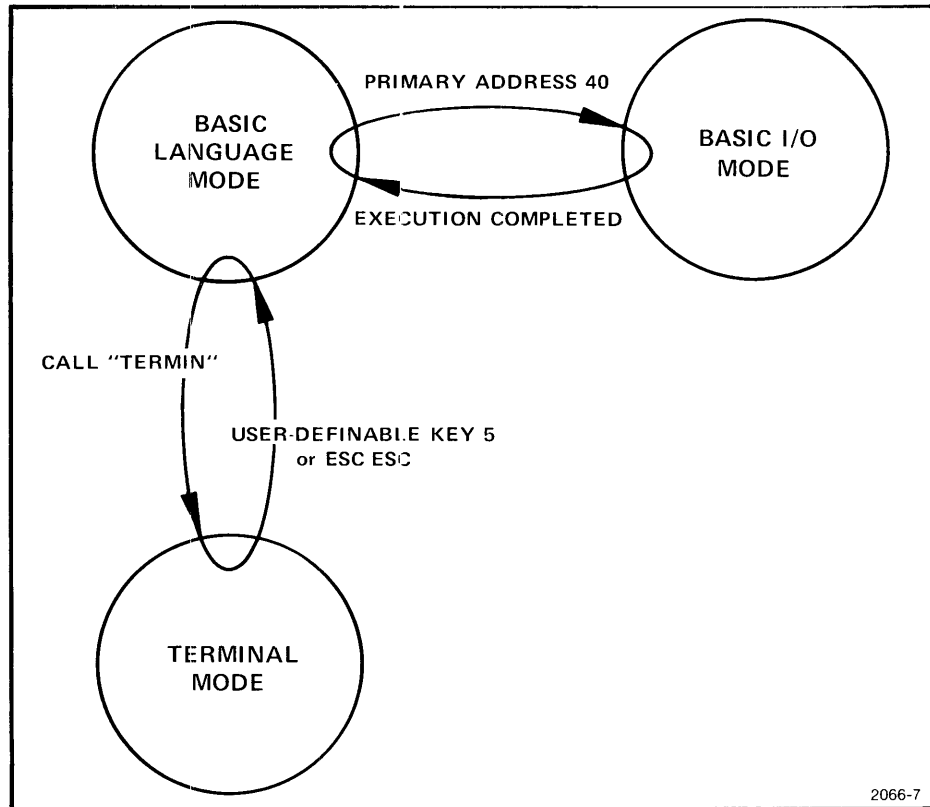 PRIMARY ADDRESS 40
BASIC
LANGUAGE
MODE
BASIC I/O
MODE
EXECUTION COMPLETED
CALL "TERMIN"
USER-DEFINABLE KEY 5
or ESC ESC
TERMINAL
MODE
2066-7